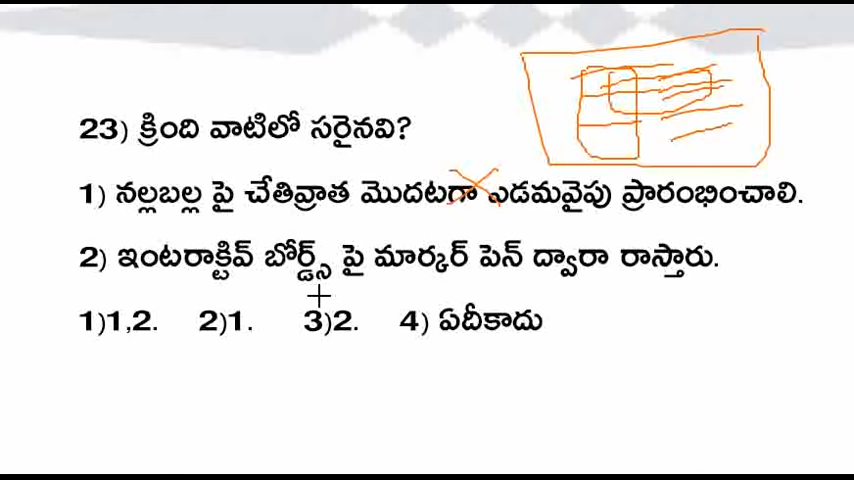 23) క్రింది వాటిలో సరైనవి?
1) నల్లబల్ల పై చేతివ్రాత మొదటగా ఎడమవైపు ప్రారంభించాలి.
2) ఇంటరాక్టివ్ బోర్డ్స్ పై మార్కర్ పెన్ ద్వారా రాస్తారు.
1)1,2. 2)1. 3)2. 4) ఏదీకాదు